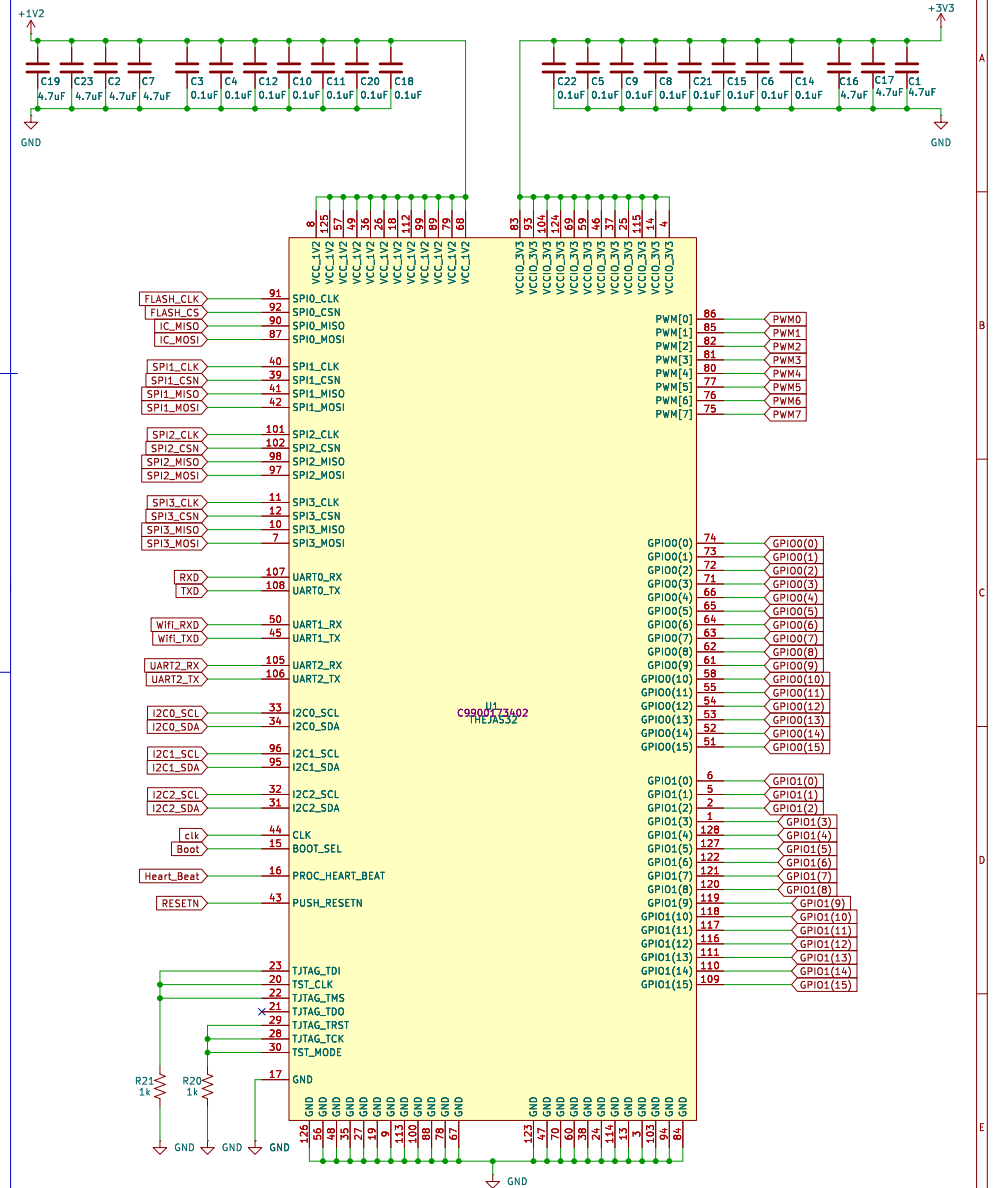 +1V2
+3V3
A
C19 C23 C2 C7 C3 C4 C12 C10 C11 C20 C18
4.7uF 4.7uF 4.7uF 4.7uF 0.1uF 0.1uF 0.1uF 0.1uF 0.1uF 0.1uF 0.1uF
C22 C5 C9 C8 C21 C15 C6 C14 C16 C17 C1
0.1uF 0.1uF 0.1uF 0.1uF 0.1uF 0.1uF 0.1uF 0.1uF 4.7uF 4.7uF 4.7uF
GND
GND
8 125 57 49 36 26 18 112 99 89 79 68
VCC_1V2 VCC_1V2 VCC_1V2 VCC_1V2 VCC_1V2 VCC_1V2 VCC_1V2 VCC_1V2 VCC_1V2 VCC_1V2 VCC_1V2 VCC_1V2
83 93 104 124 69 59 46 37 25 115 14 4
VCCIO_3V3 VCCIO_3V3 VCCIO_3V3 VCCIO_3V3 VCCIO_3V3 VCCIO_3V3 VCCIO_3V3 VCCIO_3V3 VCCIO_3V3 VCCIO_3V3 VCCIO_3V3 VCCIO_3V3
FLASH_CLK 91 SPI0_CLK
FLASH_CS 92 SPI0_CSN
IC_MISO 90 SPI0_MISO
IC_MOSI 87 SPI0_MOSI
SPI1_CLK 40 SPI1_CLK
SPI1_CSN 39 SPI1_CSN
SPI1_MISO 41 SPI1_MISO
SPI1_MOSI 42 SPI1_MOSI
SPI2_CLK 101 SPI2_CLK
SPI2_CSN 102 SPI2_CSN
SPI2_MISO 98 SPI2_MISO
SPI2_MOSI 97 SPI2_MOSI
SPI3_CLK 11 SPI3_CLK
SPI3_CSN 12 SPI3_CSN
SPI3_MISO 10 SPI3_MISO
SPI3_MOSI 7 SPI3_MOSI
RXD 107 UART0_RX
TXD 108 UART0_TX
Wifi_RXD 50 UART1_RX
Wifi_TXD 45 UART1_TX
UART2_RX 105 UART2_RX
UART2_TX 106 UART2_TX
I2C0_SCL 33 I2C0_SCL
I2C0_SDA 34 I2C0_SDA
I2C1_SCL 96 I2C1_SCL
I2C1_SDA 95 I2C1_SDA
I2C2_SCL 32 I2C2_SCL
I2C2_SDA 31 I2C2_SDA
clk 44 CLK
Boot 15 BOOT_SEL
Heart_Beat 16 PROC_HEART_BEAT
RESETN 43 PUSH_RESETN
23 TJTAG_TDI
20 TST_CLK
22 TJTAG_TMS
21 TJTAG_TDO
29 TJTAG_TRST
28 TJTAG_TCK
30 TST_MODE
17 GND
R21
1k
R20
1k
GND GND GND
U1
C9900173402
THEJAS32
PWM[0] 86 PWM0
PWM[1] 85 PWM1
PWM[2] 82 PWM2
PWM[3] 81 PWM3
PWM[4] 80 PWM4
PWM[5] 77 PWM5
PWM[6] 76 PWM6
PWM[7] 75 PWM7
GPIO0(0) 74 GPIO0(0)
GPIO0(1) 73 GPIO0(1)
GPIO0(2) 72 GPIO0(2)
GPIO0(3) 71 GPIO0(3)
GPIO0(4) 66 GPIO0(4)
GPIO0(5) 65 GPIO0(5)
GPIO0(6) 64 GPIO0(6)
GPIO0(7) 63 GPIO0(7)
GPIO0(8) 62 GPIO0(8)
GPIO0(9) 61 GPIO0(9)
GPIO0(10) 58 GPIO0(10)
GPIO0(11) 55 GPIO0(11)
GPIO0(12) 54 GPIO0(12)
GPIO0(13) 53 GPIO0(13)
GPIO0(14) 52 GPIO0(14)
GPIO0(15) 51 GPIO0(15)
GPIO1(0) 6 GPIO1(0)
GPIO1(1) 5 GPIO1(1)
GPIO1(2) 2 GPIO1(2)
GPIO1(3) 1 GPIO1(3)
GPIO1(4) 128 GPIO1(4)
GPIO1(5) 127 GPIO1(5)
GPIO1(6) 122 GPIO1(6)
GPIO1(7) 121 GPIO1(7)
GPIO1(8) 120 GPIO1(8)
GPIO1(9) 119 GPIO1(9)
GPIO1(10) 118 GPIO1(10)
GPIO1(11) 117 GPIO1(11)
GPIO1(12) 116 GPIO1(12)
GPIO1(13) 111 GPIO1(13)
GPIO1(14) 110 GPIO1(14)
GPIO1(15) 109 GPIO1(15)
GND GND GND GND GND GND GND GND GND GND GND GND
126 56 48 35 27 19 9 113 100 88 78 67
GND GND GND GND GND GND GND GND GND GND GND GND
123 47 70 60 38 24 114 13 3 103 94 84
GND
B
C
D
E